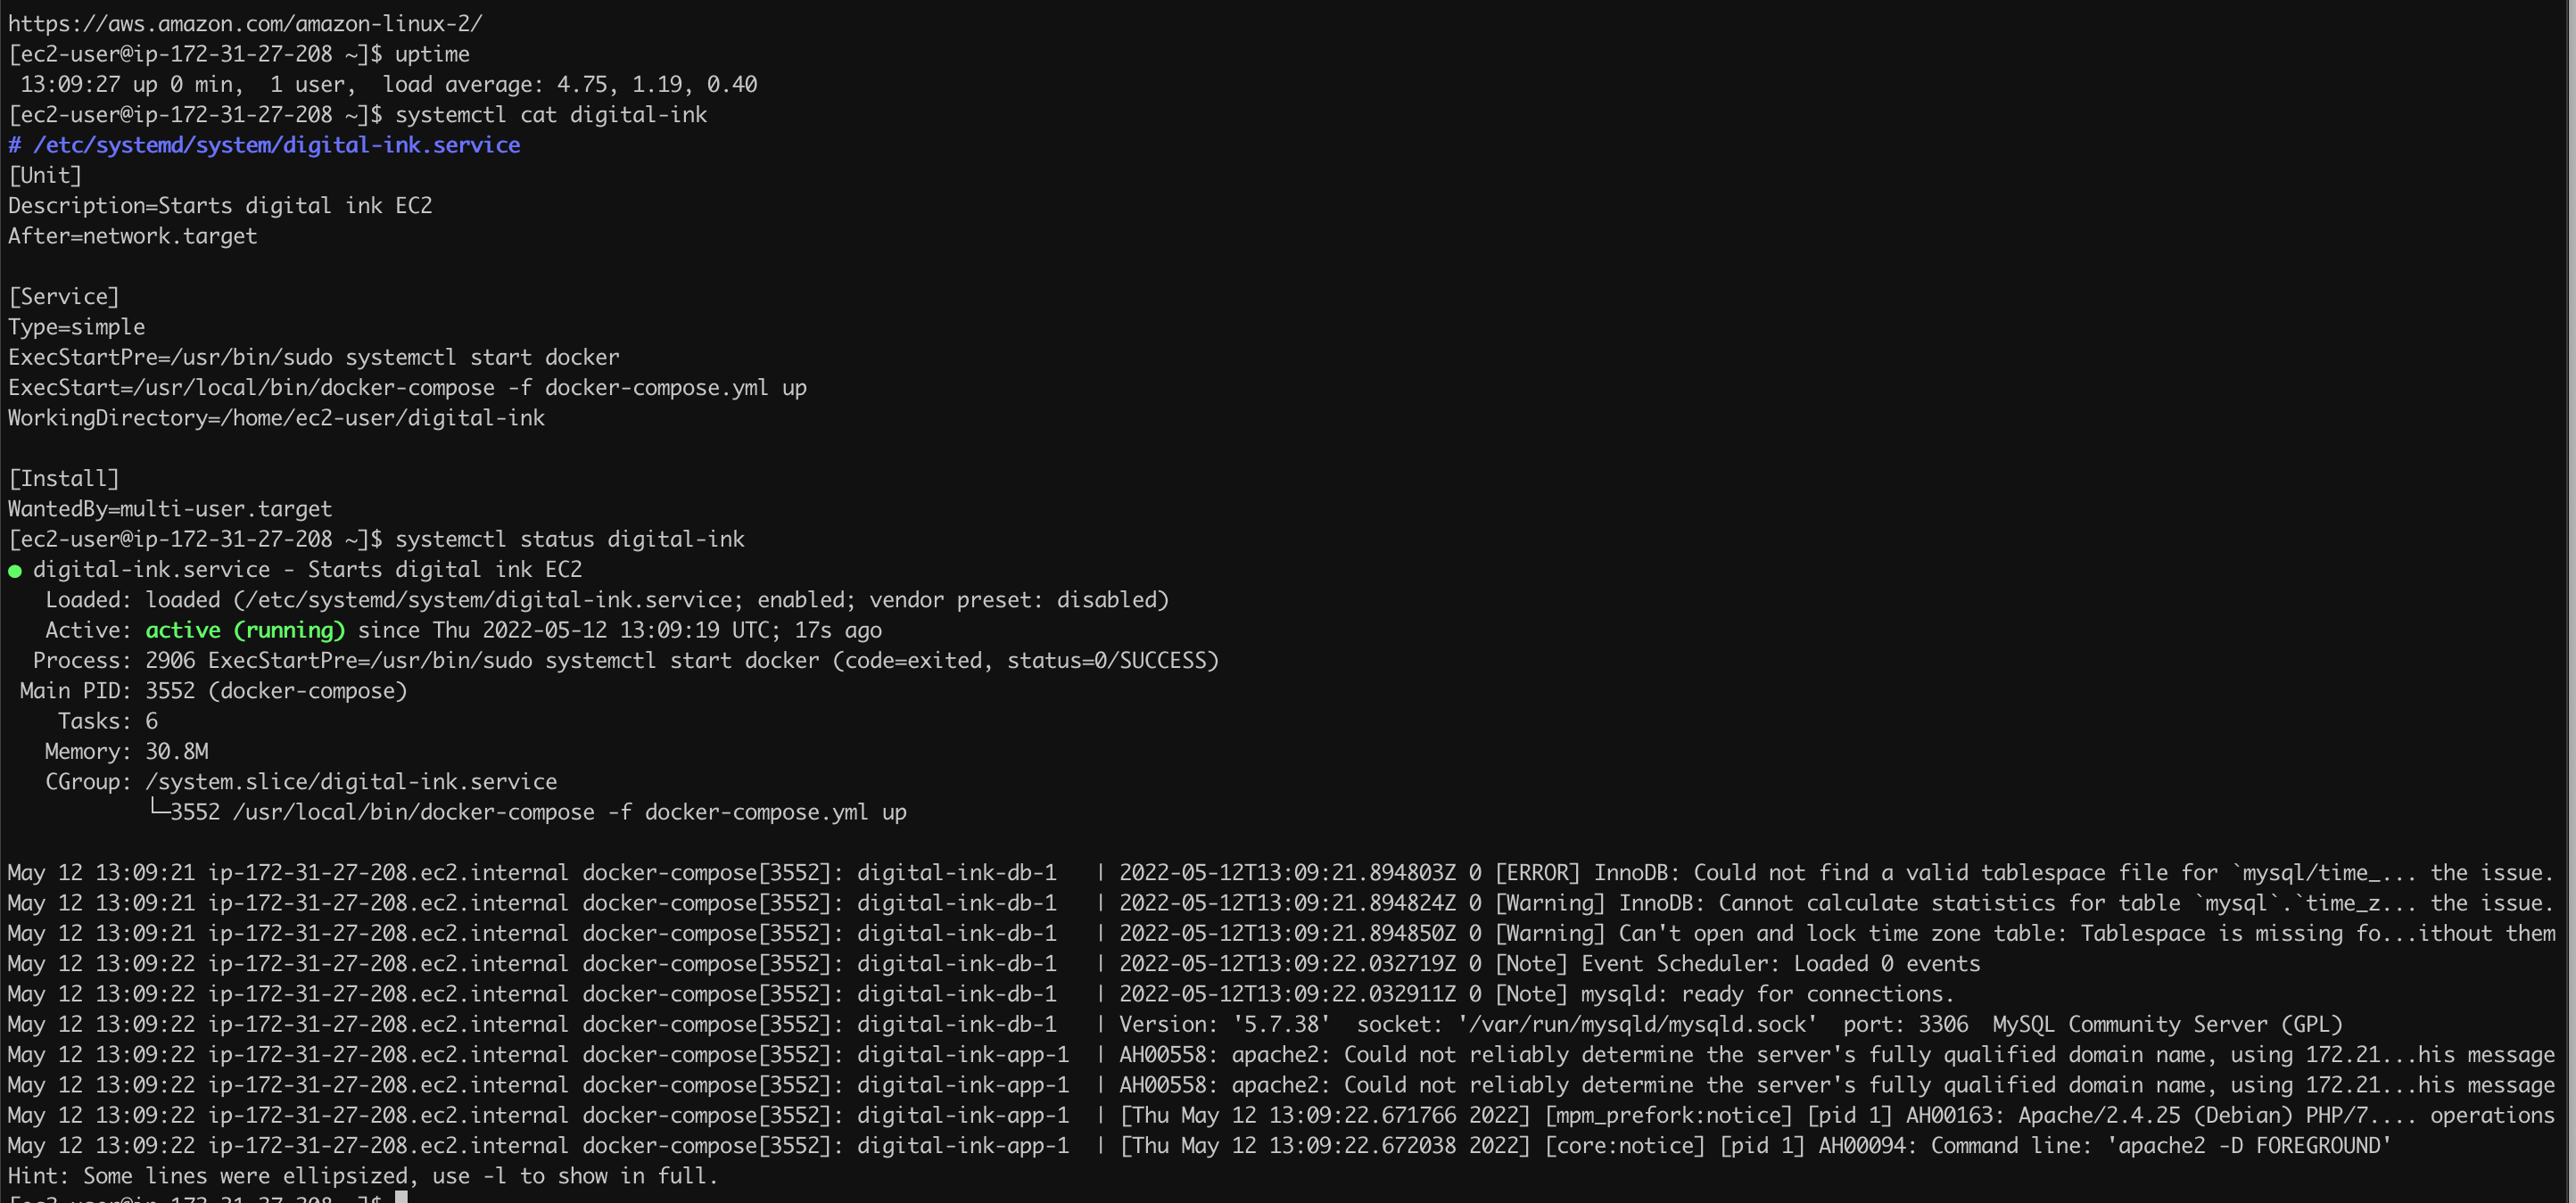 https://aws.amazon.com/amazon-linux-2/
[ec2-user@ip-172-31-27-208 ~]$ uptime
 13:09:27 up 0 min,  1 user,  load average: 4.75, 1.19, 0.40
[ec2-user@ip-172-31-27-208 ~]$ systemctl cat digital-ink
# /etc/systemd/system/digital-ink.service
[Unit]
Description=Starts digital ink EC2
After=network.target

[Service]
Type=simple
ExecStartPre=/usr/bin/sudo systemctl start docker
ExecStart=/usr/local/bin/docker-compose -f docker-compose.yml up
WorkingDirectory=/home/ec2-user/digital-ink

[Install]
WantedBy=multi-user.target
[ec2-user@ip-172-31-27-208 ~]$ systemctl status digital-ink
● digital-ink.service - Starts digital ink EC2
   Loaded: loaded (/etc/systemd/system/digital-ink.service; enabled; vendor preset: disabled)
   Active: active (running) since Thu 2022-05-12 13:09:19 UTC; 17s ago
  Process: 2906 ExecStartPre=/usr/bin/sudo systemctl start docker (code=exited, status=0/SUCCESS)
 Main PID: 3552 (docker-compose)
    Tasks: 6
   Memory: 30.8M
   CGroup: /system.slice/digital-ink.service
           └─3552 /usr/local/bin/docker-compose -f docker-compose.yml up

May 12 13:09:21 ip-172-31-27-208.ec2.internal docker-compose[3552]: digital-ink-db-1   | 2022-05-12T13:09:21.894803Z 0 [ERROR] InnoDB: Could not find a valid tablespace file for `mysql/time_... the issue.
May 12 13:09:21 ip-172-31-27-208.ec2.internal docker-compose[3552]: digital-ink-db-1   | 2022-05-12T13:09:21.894824Z 0 [Warning] InnoDB: Cannot calculate statistics for table `mysql`.`time_z... the issue.
May 12 13:09:21 ip-172-31-27-208.ec2.internal docker-compose[3552]: digital-ink-db-1   | 2022-05-12T13:09:21.894850Z 0 [Warning] Can't open and lock time zone table: Tablespace is missing fo...ithout them
May 12 13:09:22 ip-172-31-27-208.ec2.internal docker-compose[3552]: digital-ink-db-1   | 2022-05-12T13:09:22.032719Z 0 [Note] Event Scheduler: Loaded 0 events
May 12 13:09:22 ip-172-31-27-208.ec2.internal docker-compose[3552]: digital-ink-db-1   | 2022-05-12T13:09:22.032911Z 0 [Note] mysqld: ready for connections.
May 12 13:09:22 ip-172-31-27-208.ec2.internal docker-compose[3552]: digital-ink-db-1   | Version: '5.7.38'  socket: '/var/run/mysqld/mysqld.sock'  port: 3306  MySQL Community Server (GPL)
May 12 13:09:22 ip-172-31-27-208.ec2.internal docker-compose[3552]: digital-ink-app-1  | AH00558: apache2: Could not reliably determine the server's fully qualified domain name, using 172.21...his message
May 12 13:09:22 ip-172-31-27-208.ec2.internal docker-compose[3552]: digital-ink-app-1  | AH00558: apache2: Could not reliably determine the server's fully qualified domain name, using 172.21...his message
May 12 13:09:22 ip-172-31-27-208.ec2.internal docker-compose[3552]: digital-ink-app-1  | [Thu May 12 13:09:22.671766 2022] [mpm_prefork:notice] [pid 1] AH00163: Apache/2.4.25 (Debian) PHP/7.... operations
May 12 13:09:22 ip-172-31-27-208.ec2.internal docker-compose[3552]: digital-ink-app-1  | [Thu May 12 13:09:22.672038 2022] [core:notice] [pid 1] AH00094: Command line: 'apache2 -D FOREGROUND'
Hint: Some lines were ellipsized, use -l to show in full.
[ec2-user@ip-172-31-27-208 ~]$